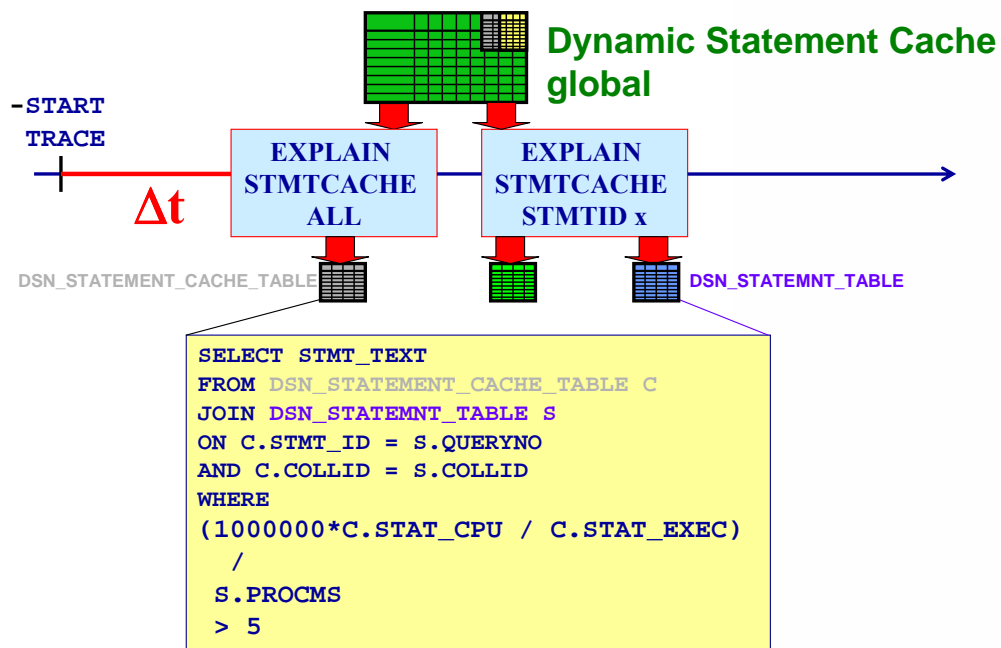 Dynamic Statement Cache
global
-START
TRACE
Δt
EXPLAIN
STMTCACHE
ALL
EXPLAIN
STMTCACHE
STMTID x
DSN_STATEMENT_CACHE_TABLE
DSN_STATEMNT_TABLE
SELECT STMT_TEXT
FROM DSN_STATEMENT_CACHE_TABLE C
JOIN DSN_STATEMNT_TABLE S
ON C.STMT_ID = S.QUERYNO
AND C.COLLID = S.COLLID
WHERE
(1000000*C.STAT_CPU / C.STAT_EXEC)
/
S.PROCMS
> 5